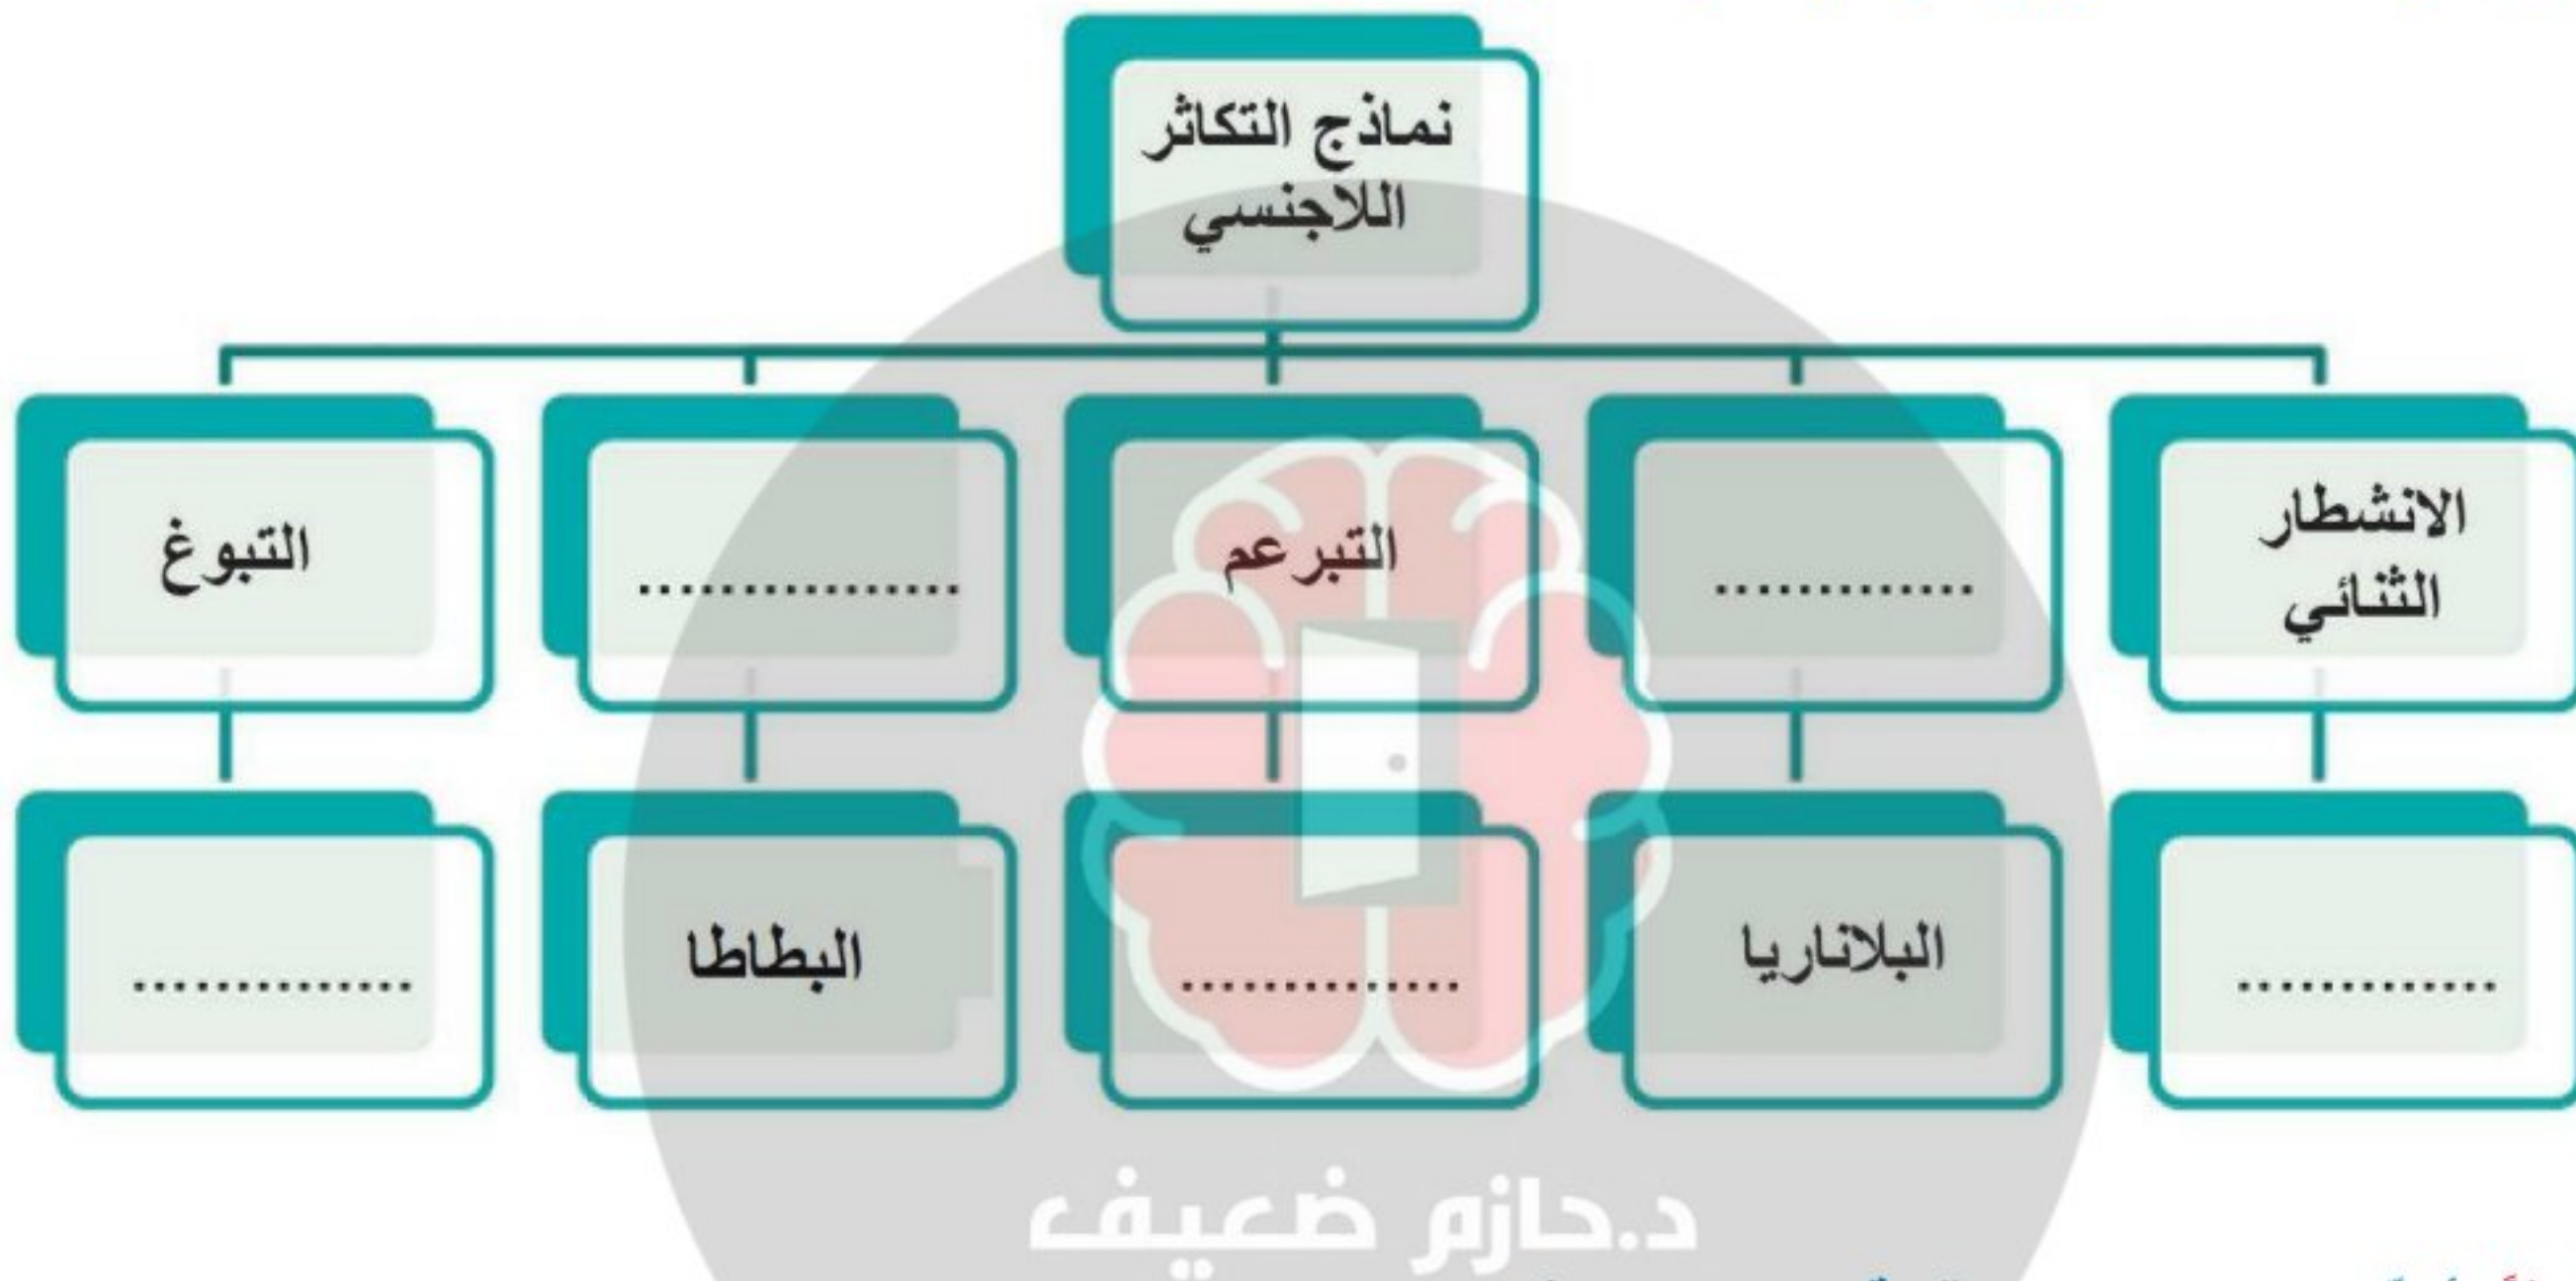 نماذج التكاثر
اللاجنسي
الانشطار
الثنائي
.............
التبرعم
................
التبوغ
.............
البلاناريا
..............
البطاطا
..............
د.حازم ضعيف